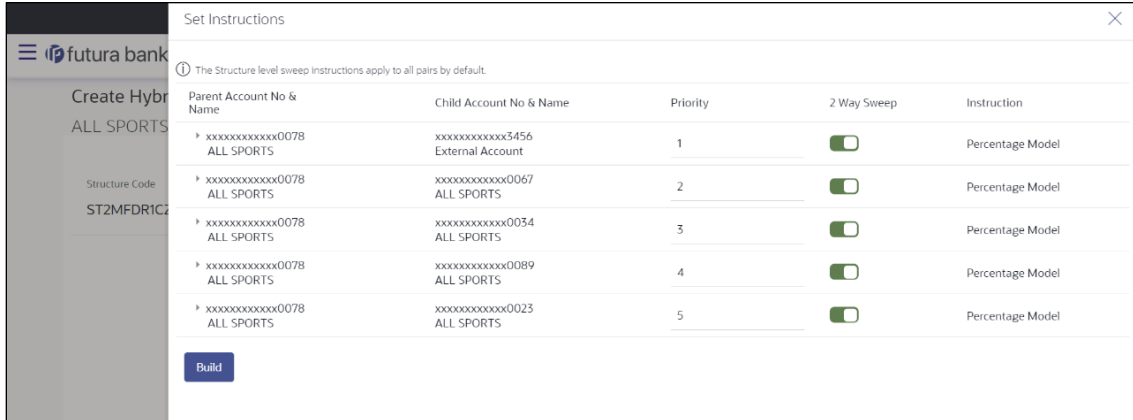 Set Instructions
futura bank
The Structure level sweep instructions apply to all pairs by default.
Create Hybr
ALL SPORTS
Structure Code
ST2MFDR1CZ
Parent Account No &
Name
Child Account No & Name
Priority
2 Way Sweep
Instruction
xxxxxxxxxxxx0078
ALL SPORTS
xxxxxxxxxxxx3456
External Account
1
Percentage Model
xxxxxxxxxxxx0078
ALL SPORTS
xxxxxxxxxxxx0067
ALL SPORTS
2
Percentage Model
xxxxxxxxxxxx0078
ALL SPORTS
xxxxxxxxxxxx0034
ALL SPORTS
3
Percentage Model
xxxxxxxxxxxx0078
ALL SPORTS
xxxxxxxxxxxx0089
ALL SPORTS
4
Percentage Model
xxxxxxxxxxxx0078
ALL SPORTS
xxxxxxxxxxxx0023
ALL SPORTS
5
Percentage Model
Build